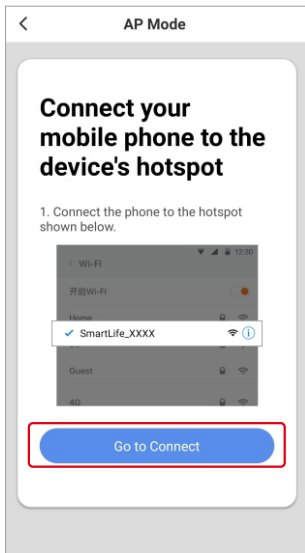 AP Mode
Connect your
mobile phone to the
device's hotspot
1. Connect the phone to the hotspot
shown below.
12:30
Wi-Fi
开启Wi-Fi
Home
SmartLife_XXXX
Guest
4G
Go to Connect